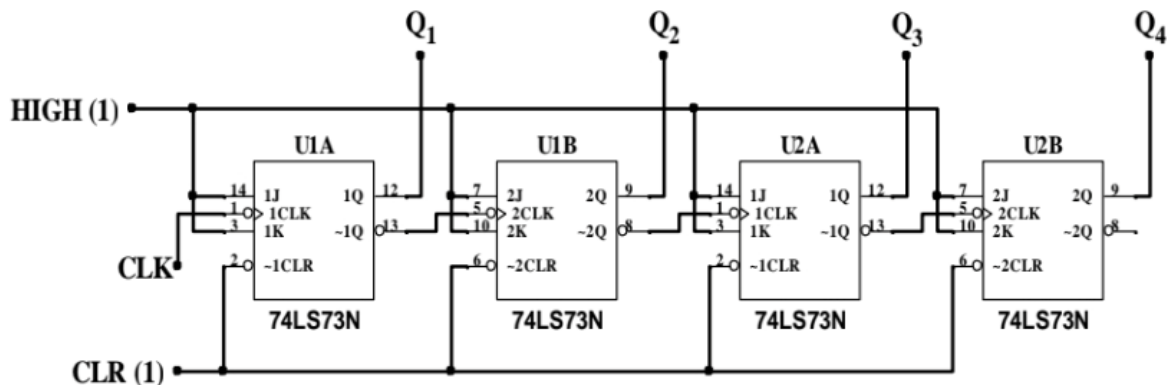 Q1 Q2 Q3 Q4
HIGH (1)
U1A U1B U2A U2B
14 1J 1Q 12 7 2J 2Q 9 14 1J 1Q 12 7 2J 2Q 9
1 1CLK 5 2CLK 1 1CLK 5 2CLK
3 1K ~1Q 13 10 2K ~2Q 8 3 1K ~1Q 13 10 2K ~2Q 8
CLK
2 ~1CLR 6 ~2CLR 2 ~1CLR 6 ~2CLR
74LS73N 74LS73N 74LS73N 74LS73N
CLR (1)